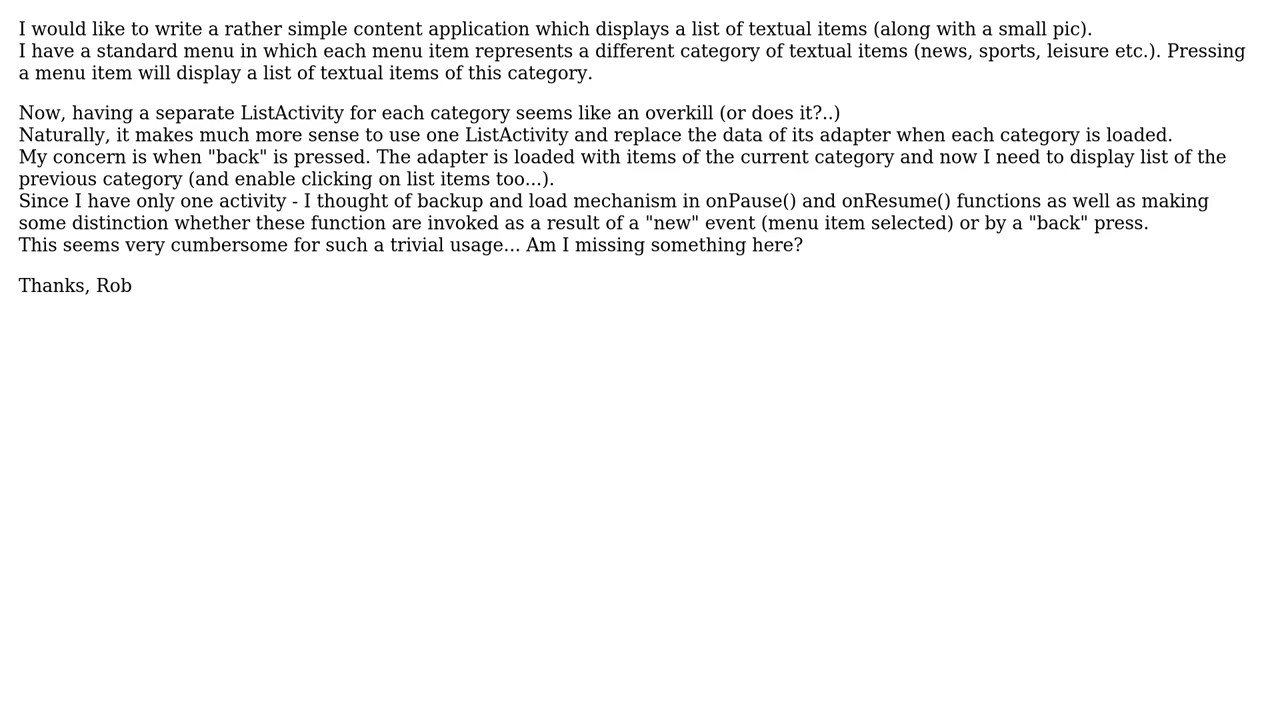 I would like to write a rather simple content application which displays a list of textual items (along with a small pic).
I have a standard menu in which each menu item represents a different category of textual items (news, sports, leisure etc.). Pressing
a menu item will display a list of textual items of this category.
Now, having a separate ListActivity for each category seems like an overkill (or does it?..)
Naturally, it makes much more sense to use one ListActivity and replace the data of its adapter when each category is loaded.
My concern is when "back" is pressed. The adapter is loaded with items of the current category and now I need to display list of the
previous category (and enable clicking on list items too...).
Since I have only one activity - I thought of backup and load mechanism in onPause() and onResume() functions as well as making
some distinction whether these function are invoked as a result of a "new" event (menu item selected) or by a "back" press.
This seems very cumbersome for such a trivial usage... Am I missing something here?
Thanks, Rob